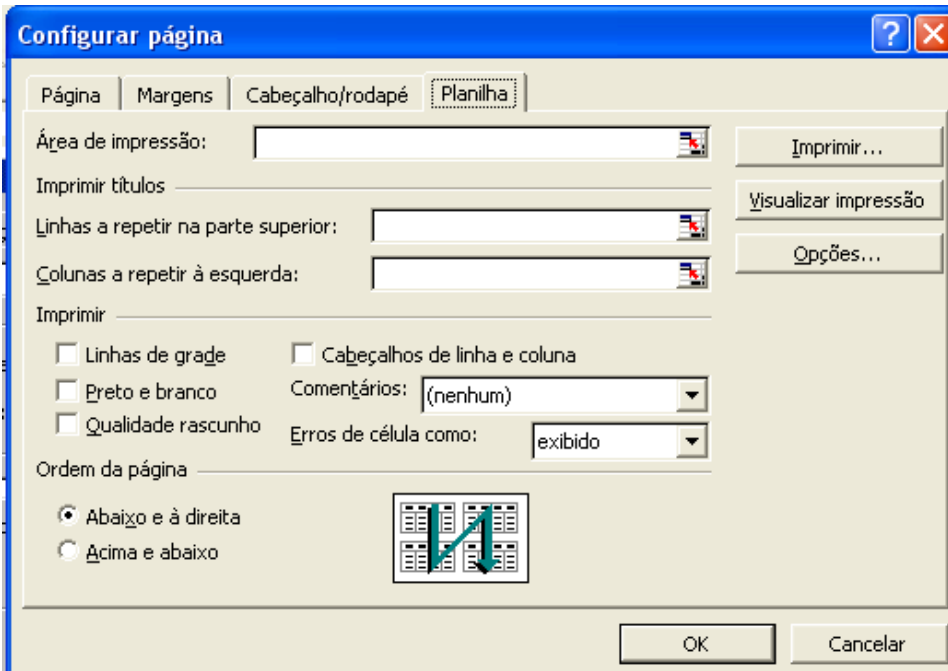 Configurar página
Página Margens Cabeçalho/rodapé Planilha
Área de impressão:
Imprimir...
Imprimir títulos
Visualizar impressão
Linhas a repetir na parte superior:
Opções...
Colunas a repetir à esquerda:
Imprimir
Linhas de grade
Cabeçalhos de linha e coluna
Preto e branco
Comentários: (nenhum)
Qualidade rascunho
Erros de célula como: exibido
Ordem da página
Abaixo e à direita
Acima e abaixo
OK Cancelar